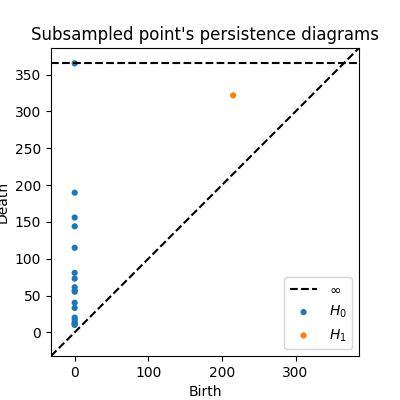 Subsampled point's persistence diagrams
Death
350
300
250
200
150
100
50
0
∞
H₀
H₁
0 100 200 300
Birth